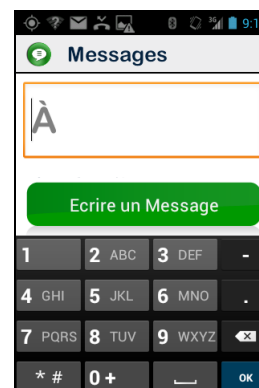 3G 9:1
Messages
À
Ecrire un Message
1 2 ABC 3 DEF -
4 GHI 5 JKL 6 MNO .
7 PQRS 8 TUV 9 WXYZ
* # 0 + OK